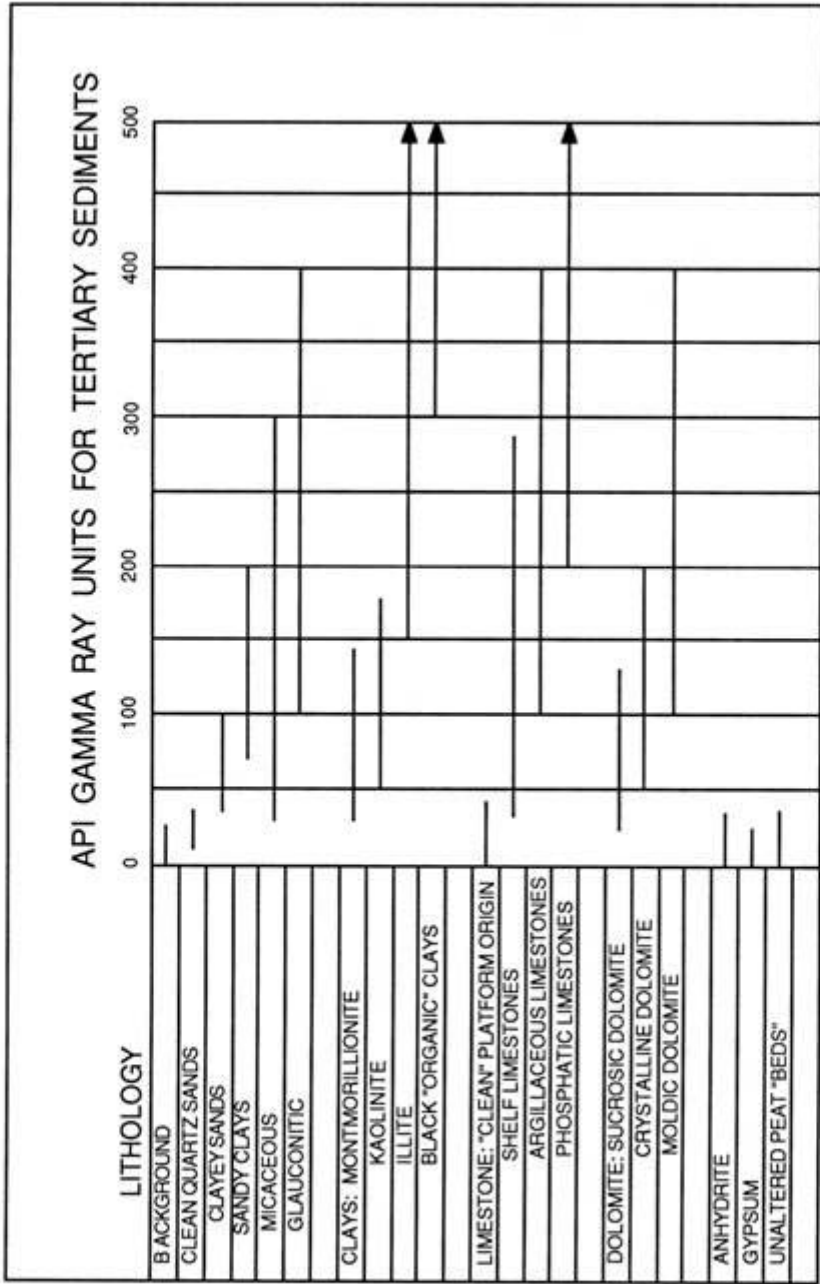 API GAMMA RAY UNITS FOR TERTIARY SEDIMENTS
LITHOLOGY
0 100 200 300 400 500
B ACKGROUND
CLEAN QUARTZ SANDS
CLAYEY SANDS
SANDY CLAYS
MICACEOUS
GLAUCONITIC
CLAYS: MONTMORILLIONITE
KAOLINITE
ILLITE
BLACK "ORGANIC" CLAYS
LIMESTONE: "CLEAN" PLATFORM ORIGIN
SHELF LIMESTONES
ARGILLACEOUS LIMESTONES
PHOSPHATIC LIMESTONES
DOLOMITE: SUCROSIC DOLOMITE
CRYSTALLINE DOLOMITE
MOLDIC DOLOMITE
ANHYDRITE
GYPSUM
UNALTERED PEAT "BEDS"